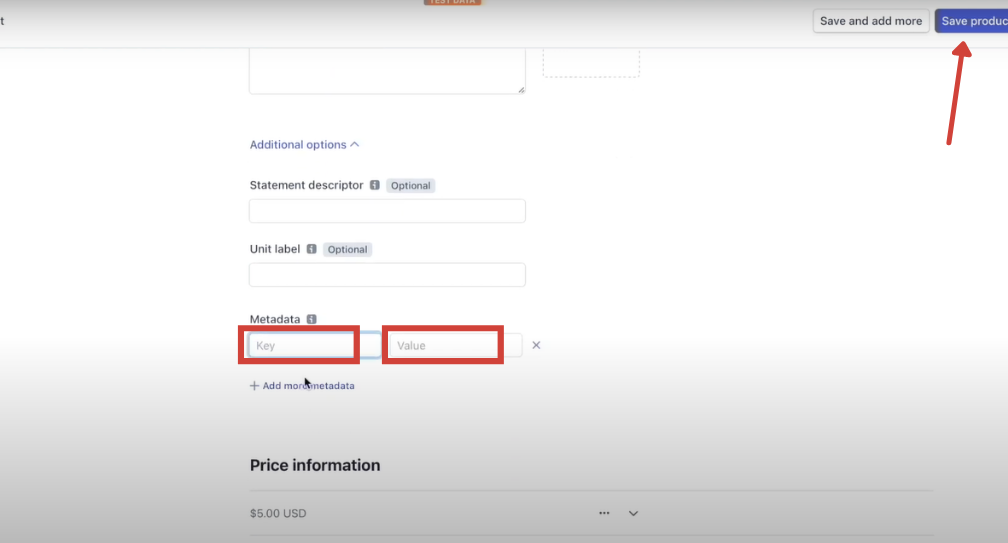 TEST DATA
t
Save and add more
Save produc
Additional options
Statement descriptor
Optional
Unit label
Optional
Metadata
Key
Value
Add more metadata
Price information
$5.00 USD